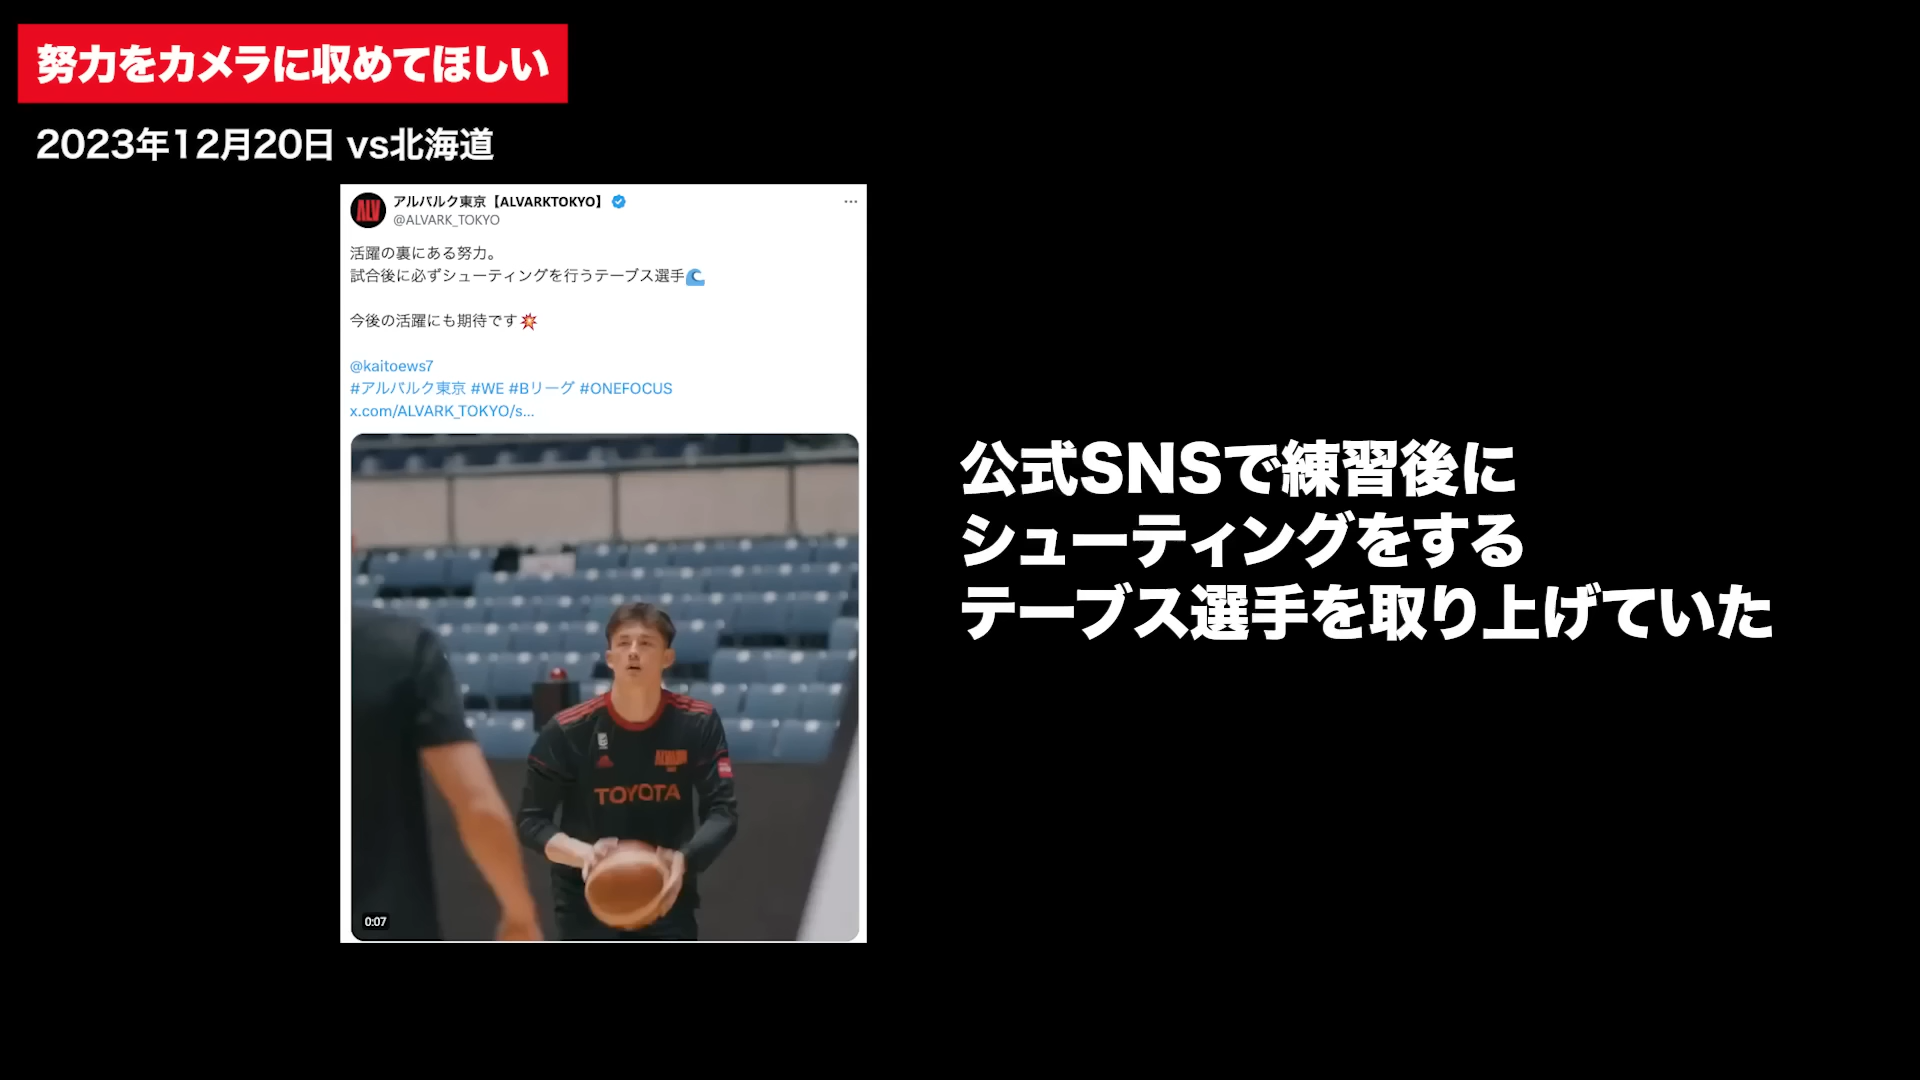 努力をカメラに収めてほしい
2023年12月20日 vs北海道
アルバルク東京【ALVARKTOKYO】
@ALVARK_TOKYO
活躍の裏にある努力。
試合後に必ずシューティングを行うテーブス選手🌊
今後の活躍にも期待です💥
@kaitoews7
#アルバルク東京 #WE #Bリーグ #ONEFOCUS
x.com/ALVARK_TOKYO/s...
公式SNSで練習後に
シューティングをする
テーブス選手を取り上げていた
ALVARK
TOYOTA
0:07